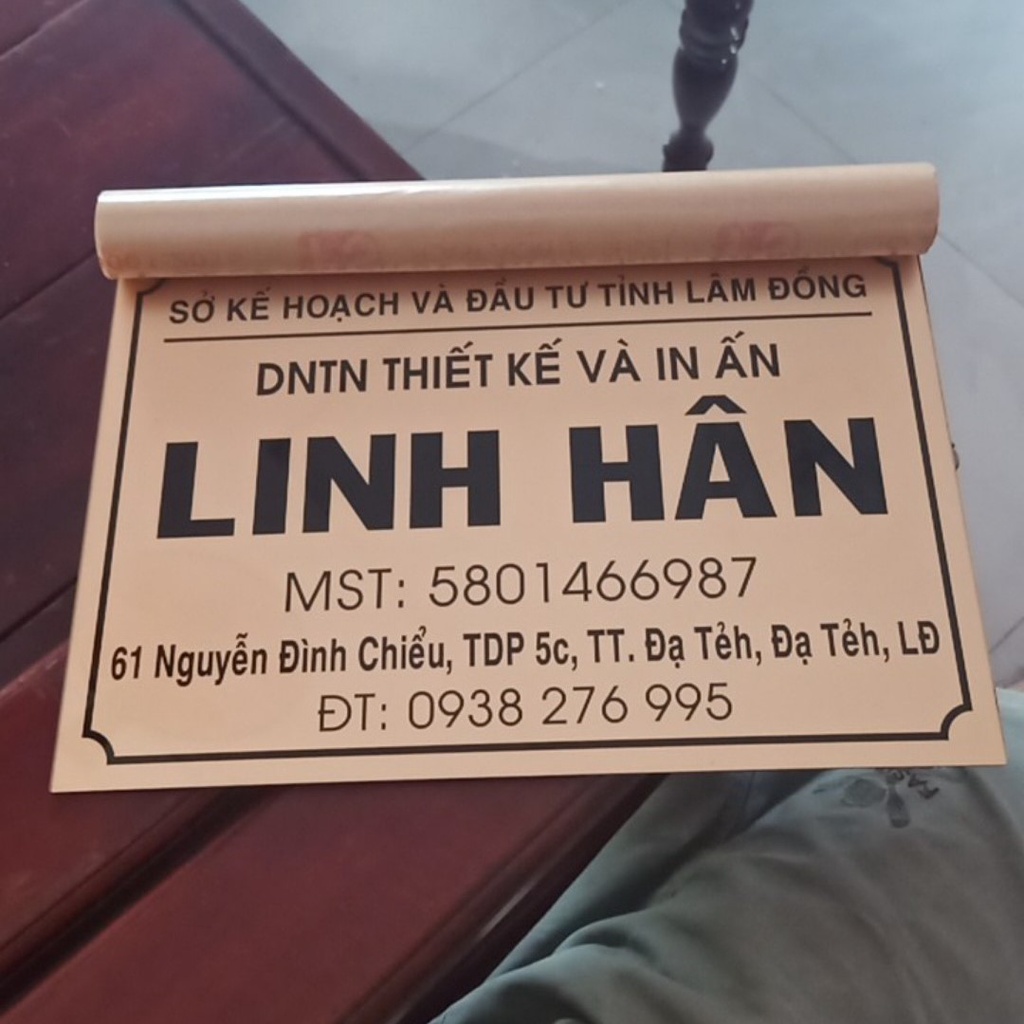 SỞ KẾ HOẠCH VÀ ĐẦU TƯ TỈNH LÂM ĐỒNG
DNTN THIẾT KẾ VÀ IN ẤN
LINH HÂN
MST: 5801466987
61 Nguyễn Đình Chiểu, TDP 5c, TT. Đạ Tẻh, Đạ Tẻh, LĐ
ĐT: 0938 276 995